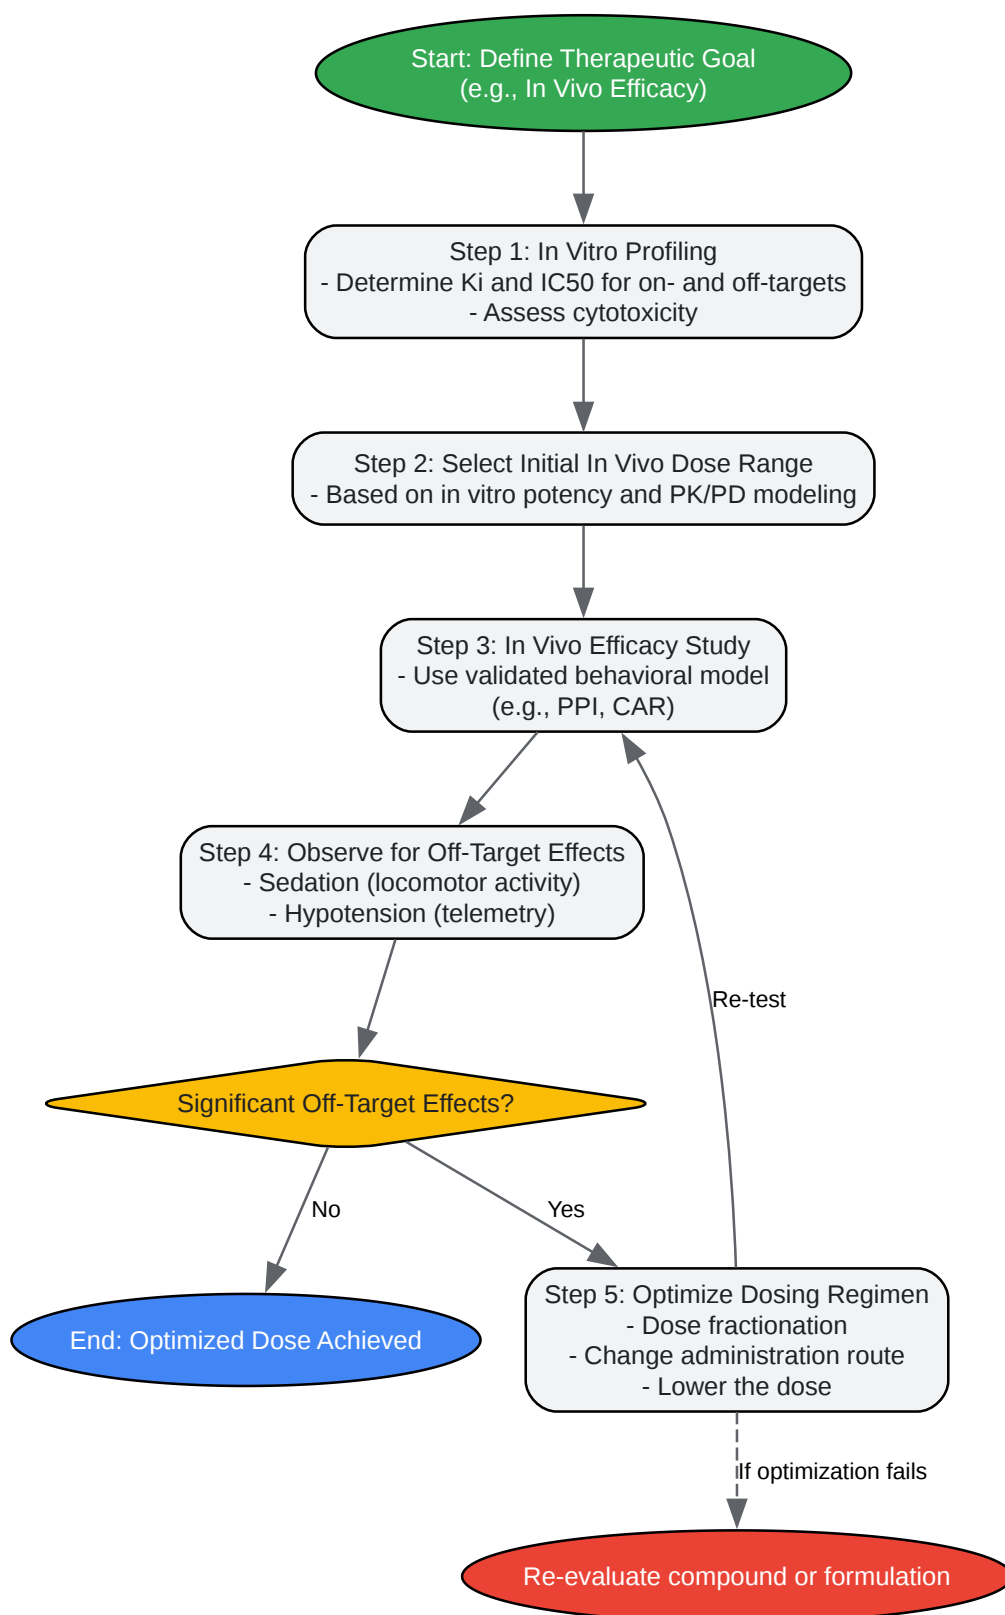 Start: Define Therapeutic Goal
(e.g., In Vivo Efficacy)
Step 1: In Vitro Profiling
- Determine Ki and IC50 for on- and off-targets
- Assess cytotoxicity
Step 2: Select Initial In Vivo Dose Range
- Based on in vitro potency and PK/PD modeling
Step 3: In Vivo Efficacy Study
- Use validated behavioral model
(e.g., PPI, CAR)
Step 4: Observe for Off-Target Effects
- Sedation (locomotor activity)
- Hypotension (telemetry)
Re-test
Significant Off-Target Effects?
No
Yes
End: Optimized Dose Achieved
Step 5: Optimize Dosing Regimen
- Dose fractionation
- Change administration route
- Lower the dose
If optimization fails
Re-evaluate compound or formulation